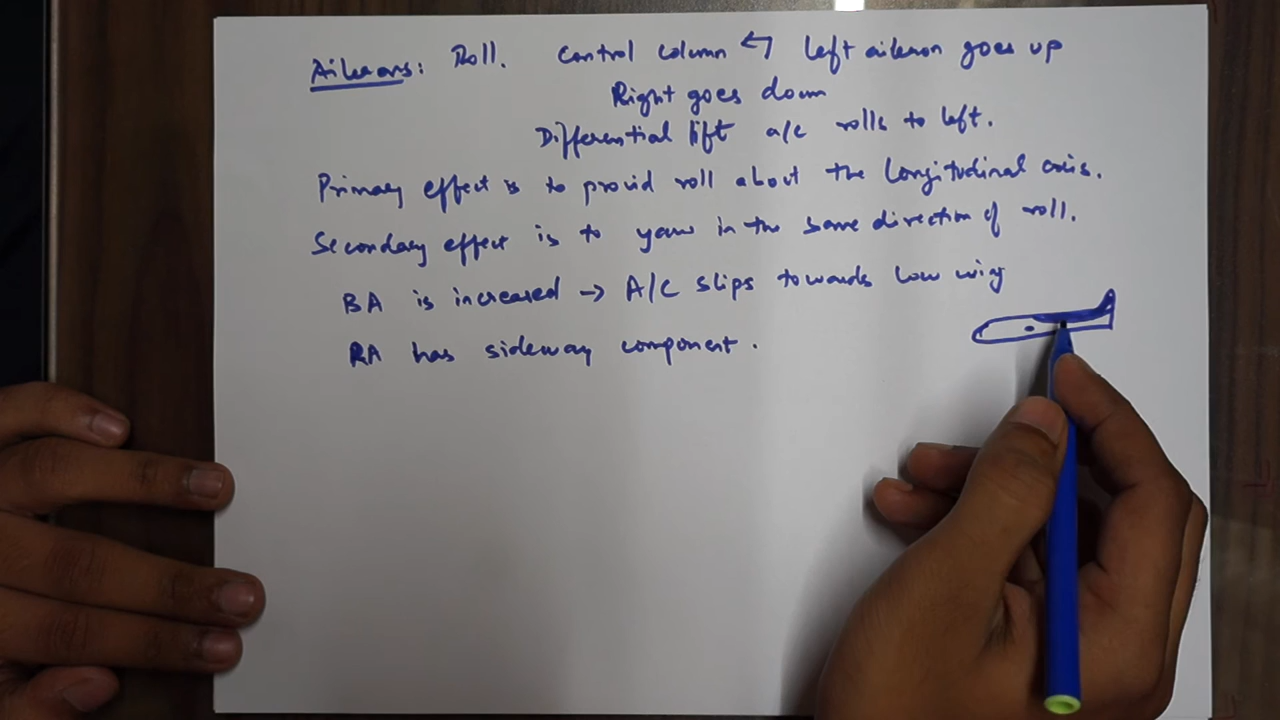 Ailerons: Roll. Control column ↰ left aileron goes up
Right goes down
Differential lift a/c rolls to left.
Primary effect is to provid roll about the longitudinal axis.
Secondary effect is to yaw in the same direction of roll.
BA is increased → A/C slips towards low wing
RA has sideway component.